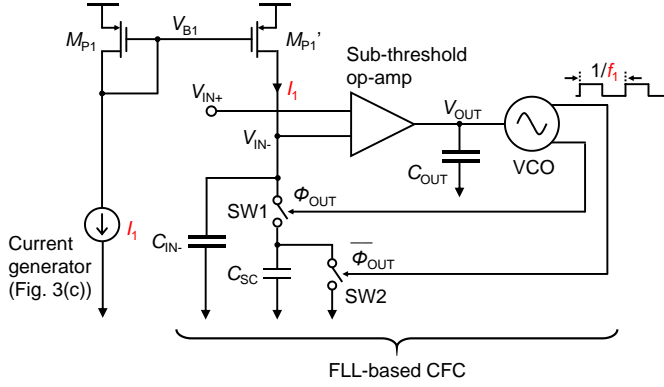 M_P1
V_B1
M_P1'
I_1
Sub-threshold
op-amp
1/f_1
V_IN+
V_OUT
V_IN-
C_OUT
VCO
Φ_OUT
SW1
I_1
C_IN-
Current
generator
(Fig. 3(c))
C_SC
Φ̅_OUT
SW2
FLL-based CFC